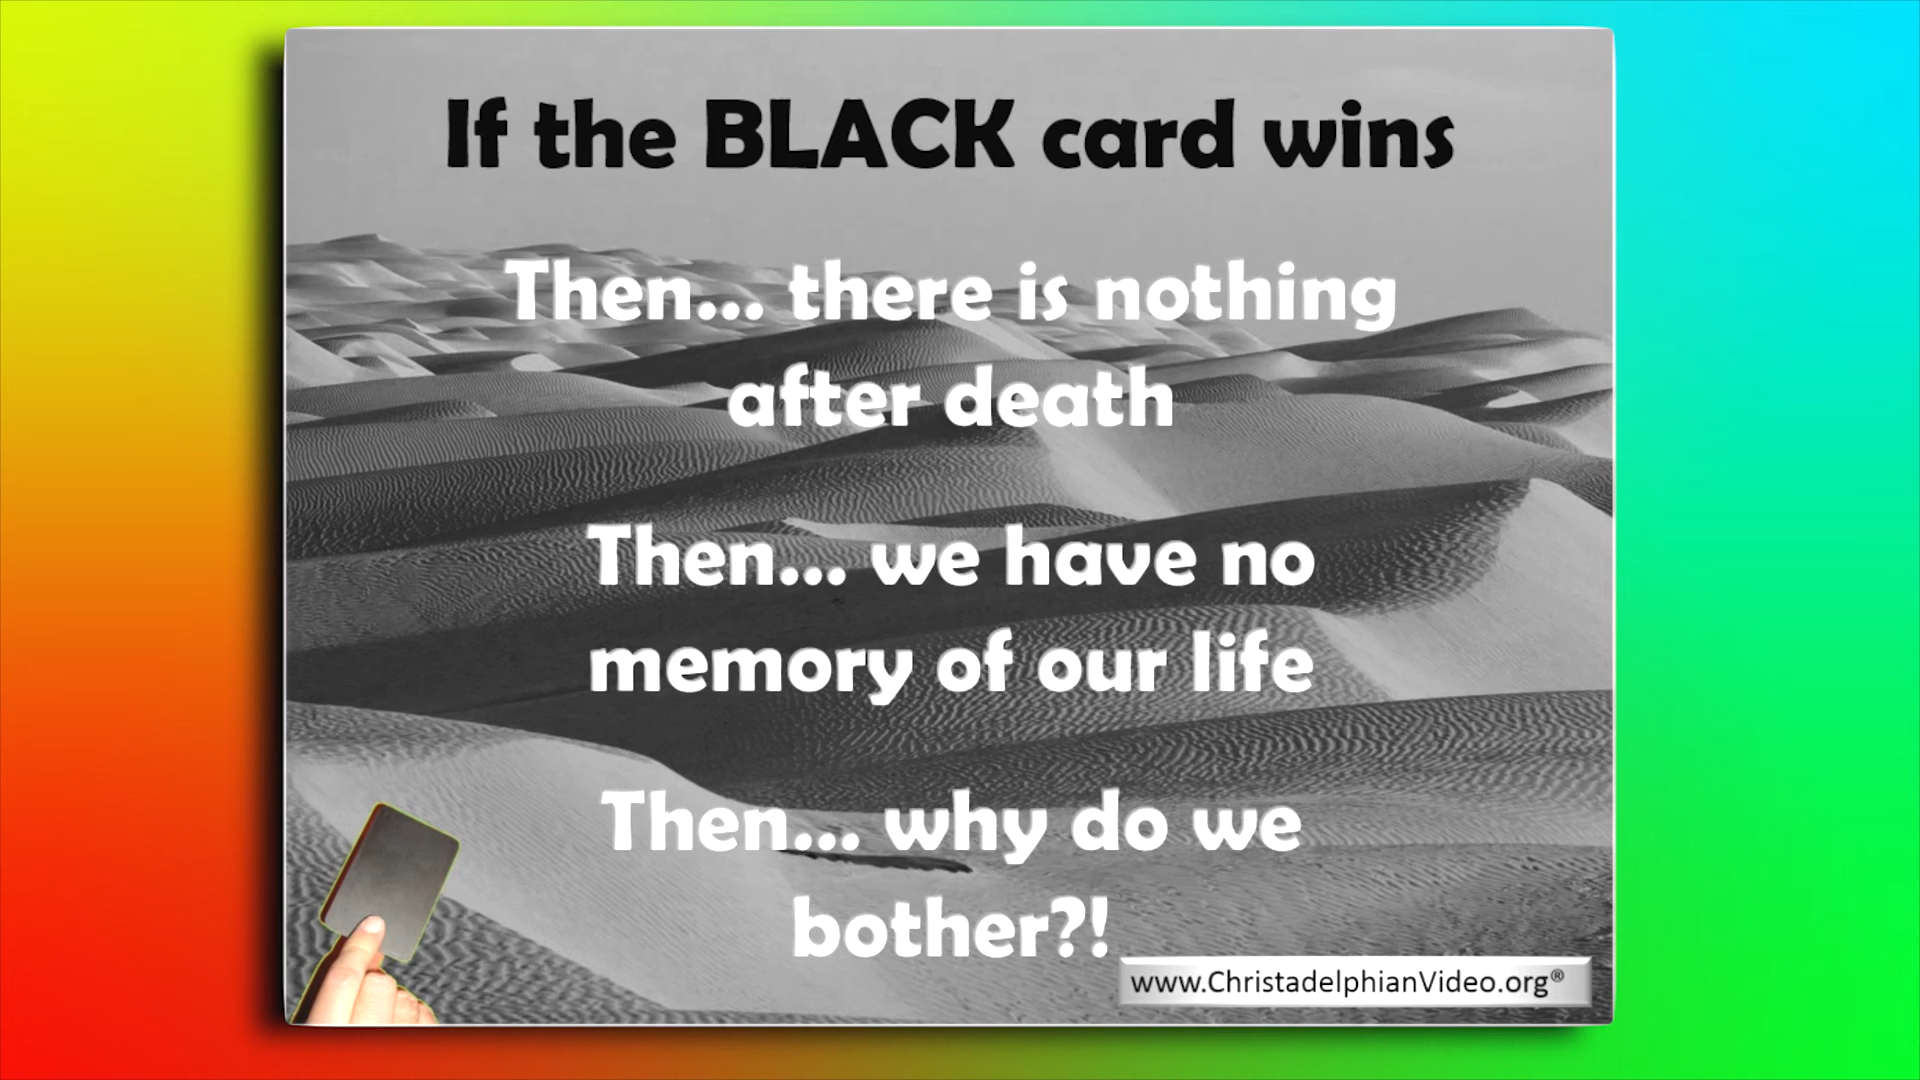 If the BLACK card wins
Then... there is nothing
after death
Then... we have no
memory of our life
Then... why do we
bother?!
www.ChristadelphianVideo.org®